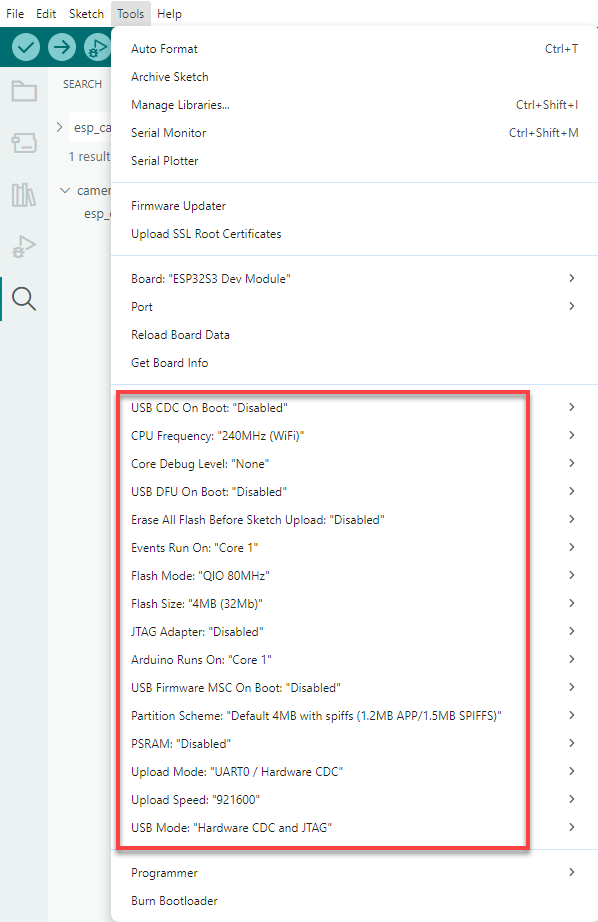 File Edit Sketch Tools Help
SEARCH
esp_ca
1 result
camer
esp_
Auto Format Ctrl+T
Archive Sketch
Manage Libraries... Ctrl+Shift+I
Serial Monitor Ctrl+Shift+M
Serial Plotter
Firmware Updater
Upload SSL Root Certificates
Board: "ESP32S3 Dev Module"
Port
Reload Board Data
Get Board Info
USB CDC On Boot: "Disabled"
CPU Frequency: "240MHz (WiFi)"
Core Debug Level: "None"
USB DFU On Boot: "Disabled"
Erase All Flash Before Sketch Upload: "Disabled"
Events Run On: "Core 1"
Flash Mode: "QIO 80MHz"
Flash Size: "4MB (32Mb)"
JTAG Adapter: "Disabled"
Arduino Runs On: "Core 1"
USB Firmware MSC On Boot: "Disabled"
Partition Scheme: "Default 4MB with spiffs (1.2MB APP/1.5MB SPIFFS)"
PSRAM: "Disabled"
Upload Mode: "UART0 / Hardware CDC"
Upload Speed: "921600"
USB Mode: "Hardware CDC and JTAG"
Programmer
Burn Bootloader